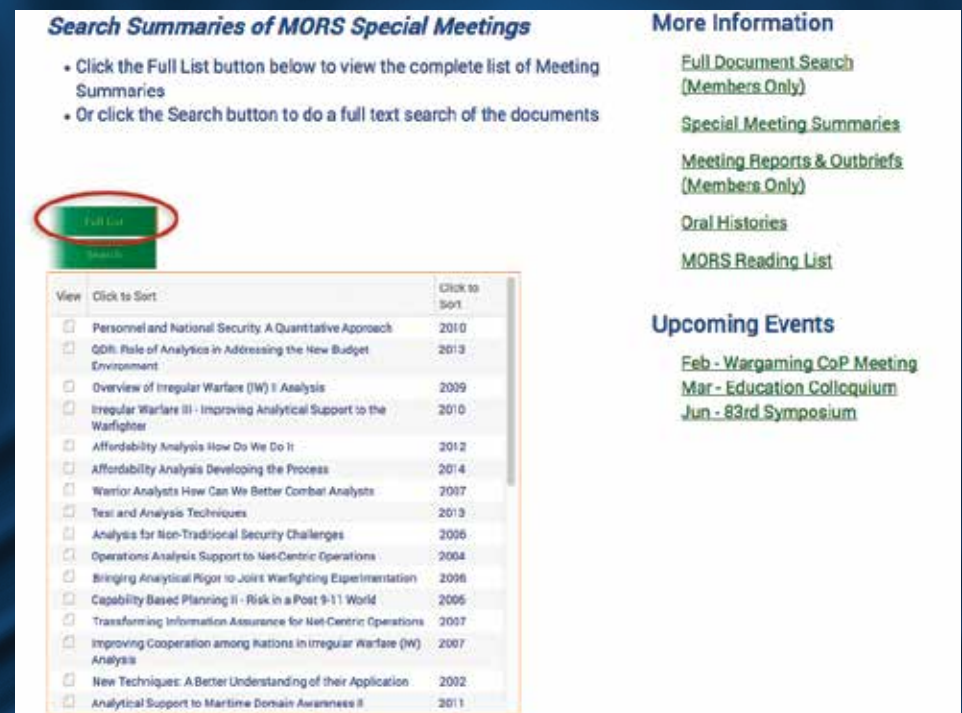 Search Summaries of MORS Special Meetings
• Click the Full List button below to view the complete list of Meeting
Summaries
• Or click the Search button to do a full text search of the documents
Full List
Search
View Click to Sort Click to
Sort
Personnel and National Security: A Quantitative Approach 2010
QDR: Role of Analytics in Addressing the New Budget 2013
Environment
Overview of Irregular Warfare (IW) II Analysis 2009
Irregular Warfare III - Improving Analytical Support to the 2010
Warfighter
Affordability Analysis How Do We Do It 2012
Affordability Analysis Developing the Process 2014
Warrior Analysts How Can We Better Combat Analysts 2007
Test and Analysis Techniques 2013
Analysis for Non-Traditional Security Challenges 2006
Operations Analysis Support to Net-Centric Operations 2004
Bringing Analytical Rigor to Joint Warfighting Experimentation 2006
Capability Based Planning II - Risk in a Post 9-11 World 2006
Transforming Information Assurance for Net-Centric Operations 2007
Improving Cooperation among Nations in Irregular Warfare (IW) 2007
Analysis
New Techniques: A Better Understanding of their Application 2002
Analytical Support to Maritime Domain Awareness II 2011
More Information
Full Document Search
(Members Only)
Special Meeting Summaries
Meeting Reports & Outbriefs
(Members Only)
Oral Histories
MORS Reading List
Upcoming Events
Feb - Wargaming CoP Meeting
Mar - Education Colloquium
Jun - 83rd Symposium